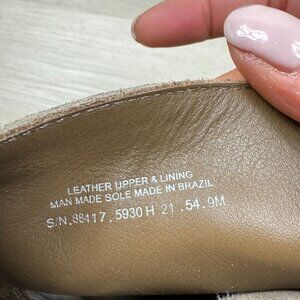 LEATHER UPPER & LINING
MAN MADE SOLE MADE IN BRAZIL
S/N.88417.5930 H 21 .54.9M